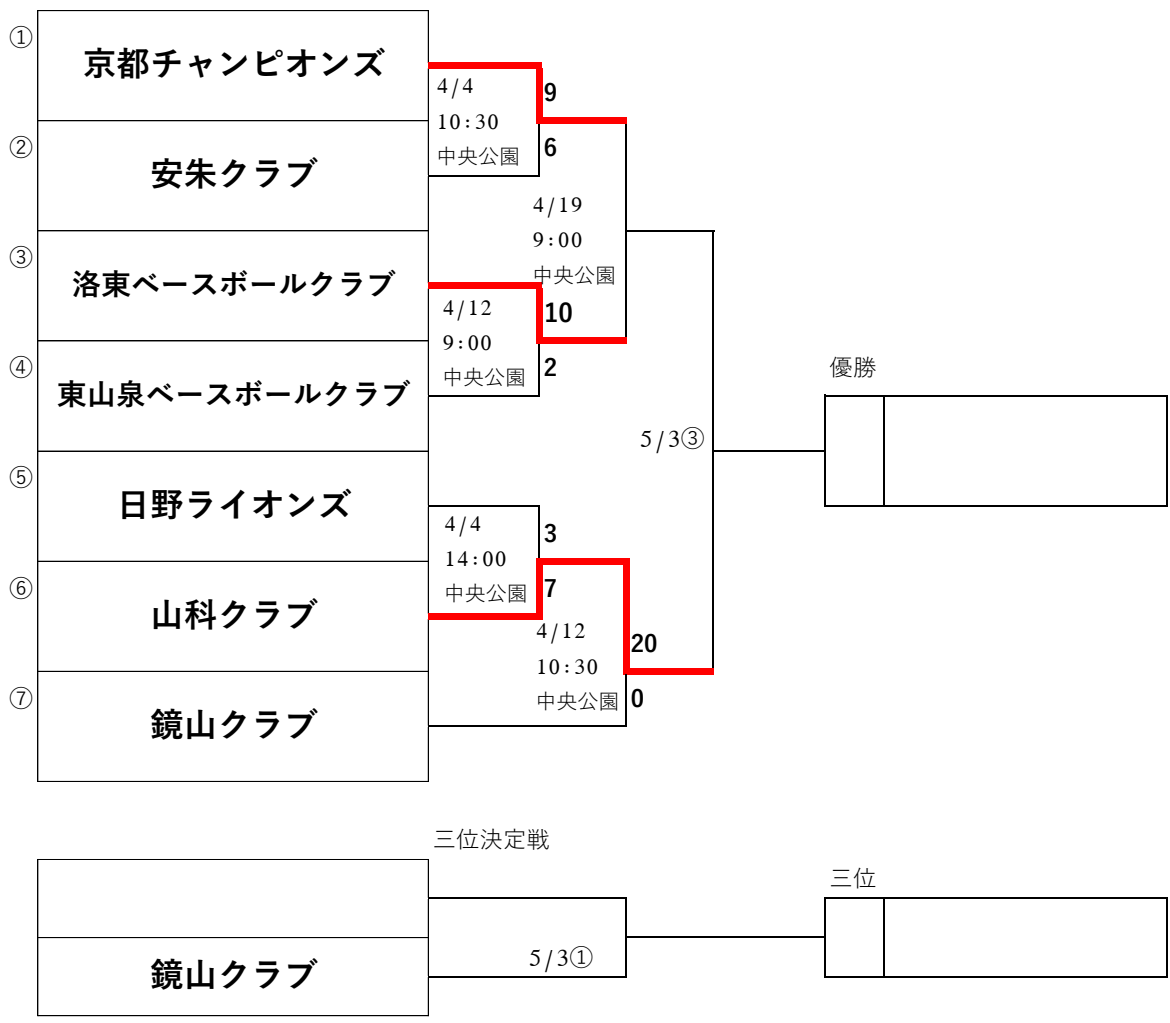 ①
京都チャンピオンズ
4/4
10:30
中央公園
9
6
②
安朱クラブ
4/19
9:00
中央公園
③
洛東ベースボールクラブ
4/12
9:00
中央公園
10
2
④
東山泉ベースボールクラブ
優勝
5/3③
⑤
日野ライオンズ
4/4
14:00
中央公園
3
7
⑥
山科クラブ
4/12
10:30
中央公園
20
0
⑦
鏡山クラブ
三位決定戦
三位
鏡山クラブ
5/3①